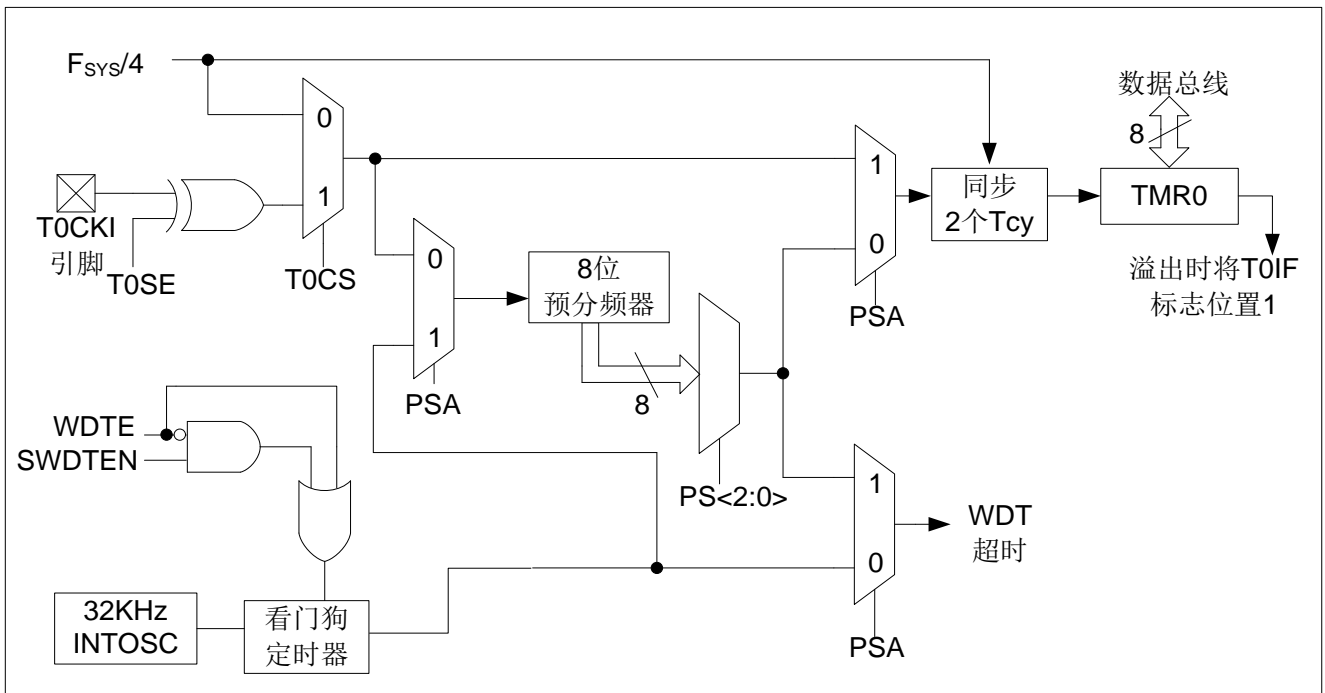 F_SYS/4
数据总线
8
0
1
T0CKI
引脚
T0SE
T0CS
0
1
PSA
8位
预分频器
8
PS<2:0>
1
0
PSA
同步
2个Tcy
TMR0
溢出时将T0IF
标志位置1
WDTE
SWDTEN
32KHz
INTOSC
看门狗
定时器
1
0
PSA
WDT
超时